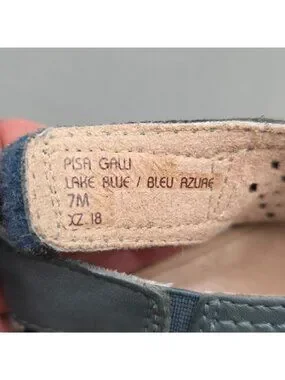 PISA GALLI
LAKE BLUE / BLEU AZURE
7M
XZ 18